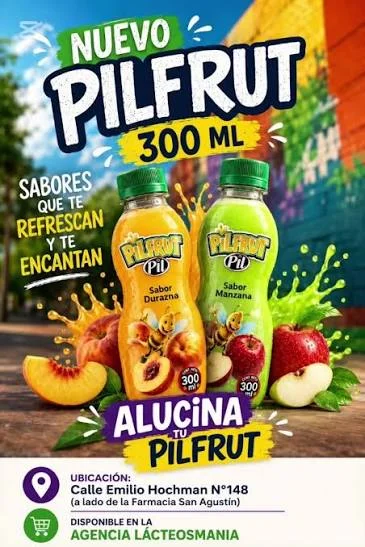 NUEVO
PILFRUT
300 ML
SABORES
QUE TE
REFRESCAN
Y TE
ENCANTAN
PILFRUT
Pil
Sabor
Durazna
300
ml
PILFRUT
Pil
Sabor
Manzana
300
ml
ALUCiNA
TU
PILFRUT
UBICACIÓN:
Calle Emilio Hochman N°148
(a lado de la Farmacia San Agustín)
DISPONIBLE EN LA
AGENCIA LÁCTEOSMANIA